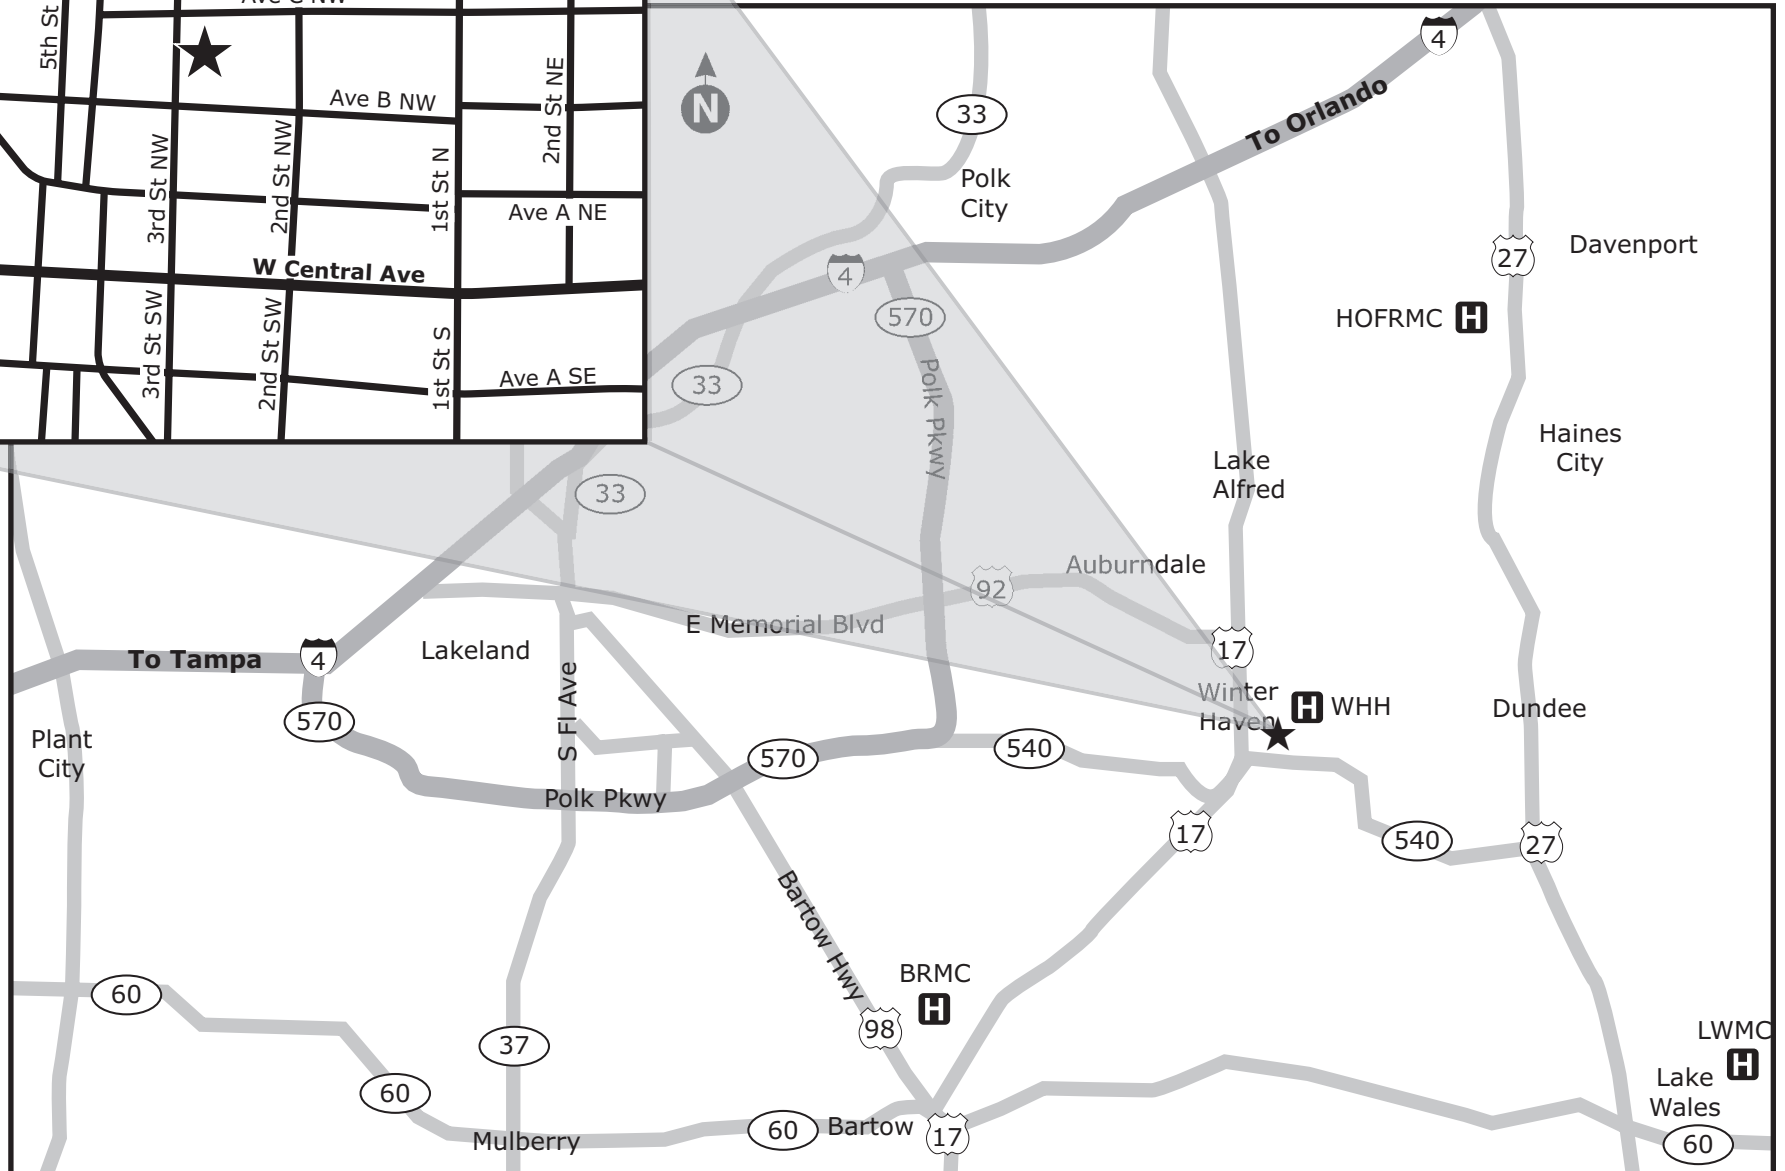 Ave C NW
5th St
Ave B NW
2nd St NE
3rd St NW
2nd St NW
1st St N
Ave A NE
W Central Ave
3rd St SW
2nd St SW
1st St S
Ave A SE
N
4
To Orlando
33
Polk
City
4
570
27
Davenport
HOFRMC H
33
Polk Pkwy
Haines
City
Lake
Alfred
33
92
Auburndale
E Memorial Blvd
17
Lakeland
To Tampa
4
S Fl Ave
Winter
Haven
H WHH
Dundee
570
Plant
City
570
540
Polk Pkwy
17
540
27
Bartow Hwy
BRMC
H
60
98
37
LWMC
H
60
Lake
Wales
60
Bartow
17
Mulberry
60